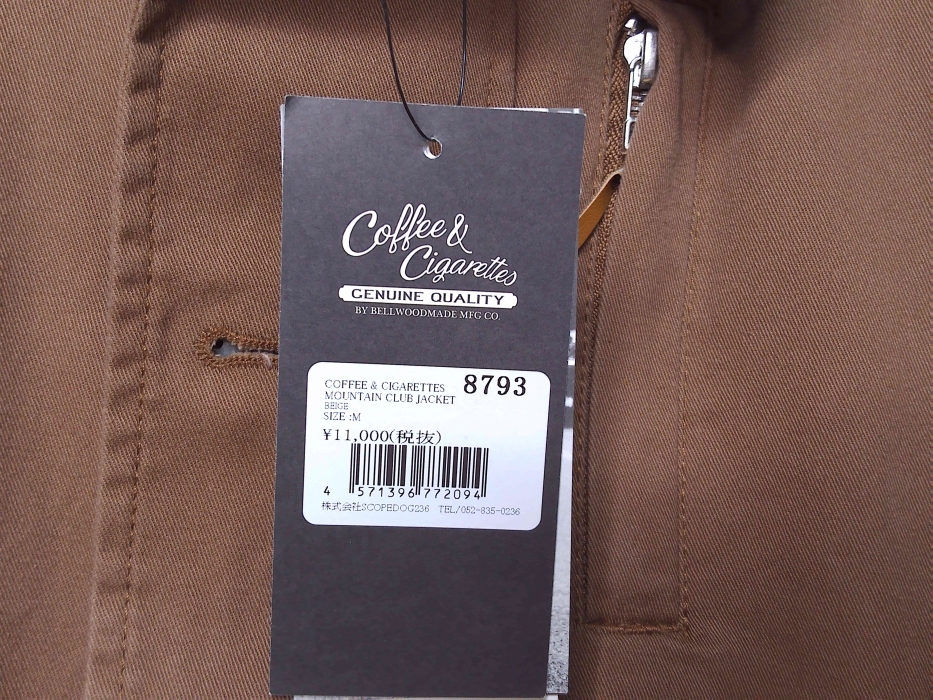 Coffee &
Cigarettes
GENUINE QUALITY
BY BELLWOODMADE MFG CO.
COFFEE & CIGARETTES 8793
MOUNTAIN CLUB JACKET
BEIGE
SIZE :M
¥11,000(税抜)
4 571396 772094
株式会社SCOPEDOG236 TEL/052-835-0236